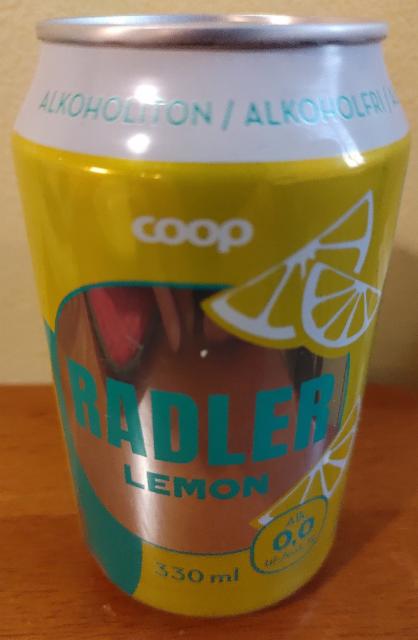 ALKOHOLITON / ALKOHOLFRI /
coop
RADLER
LEMON
Alk.
0,0
330 ml